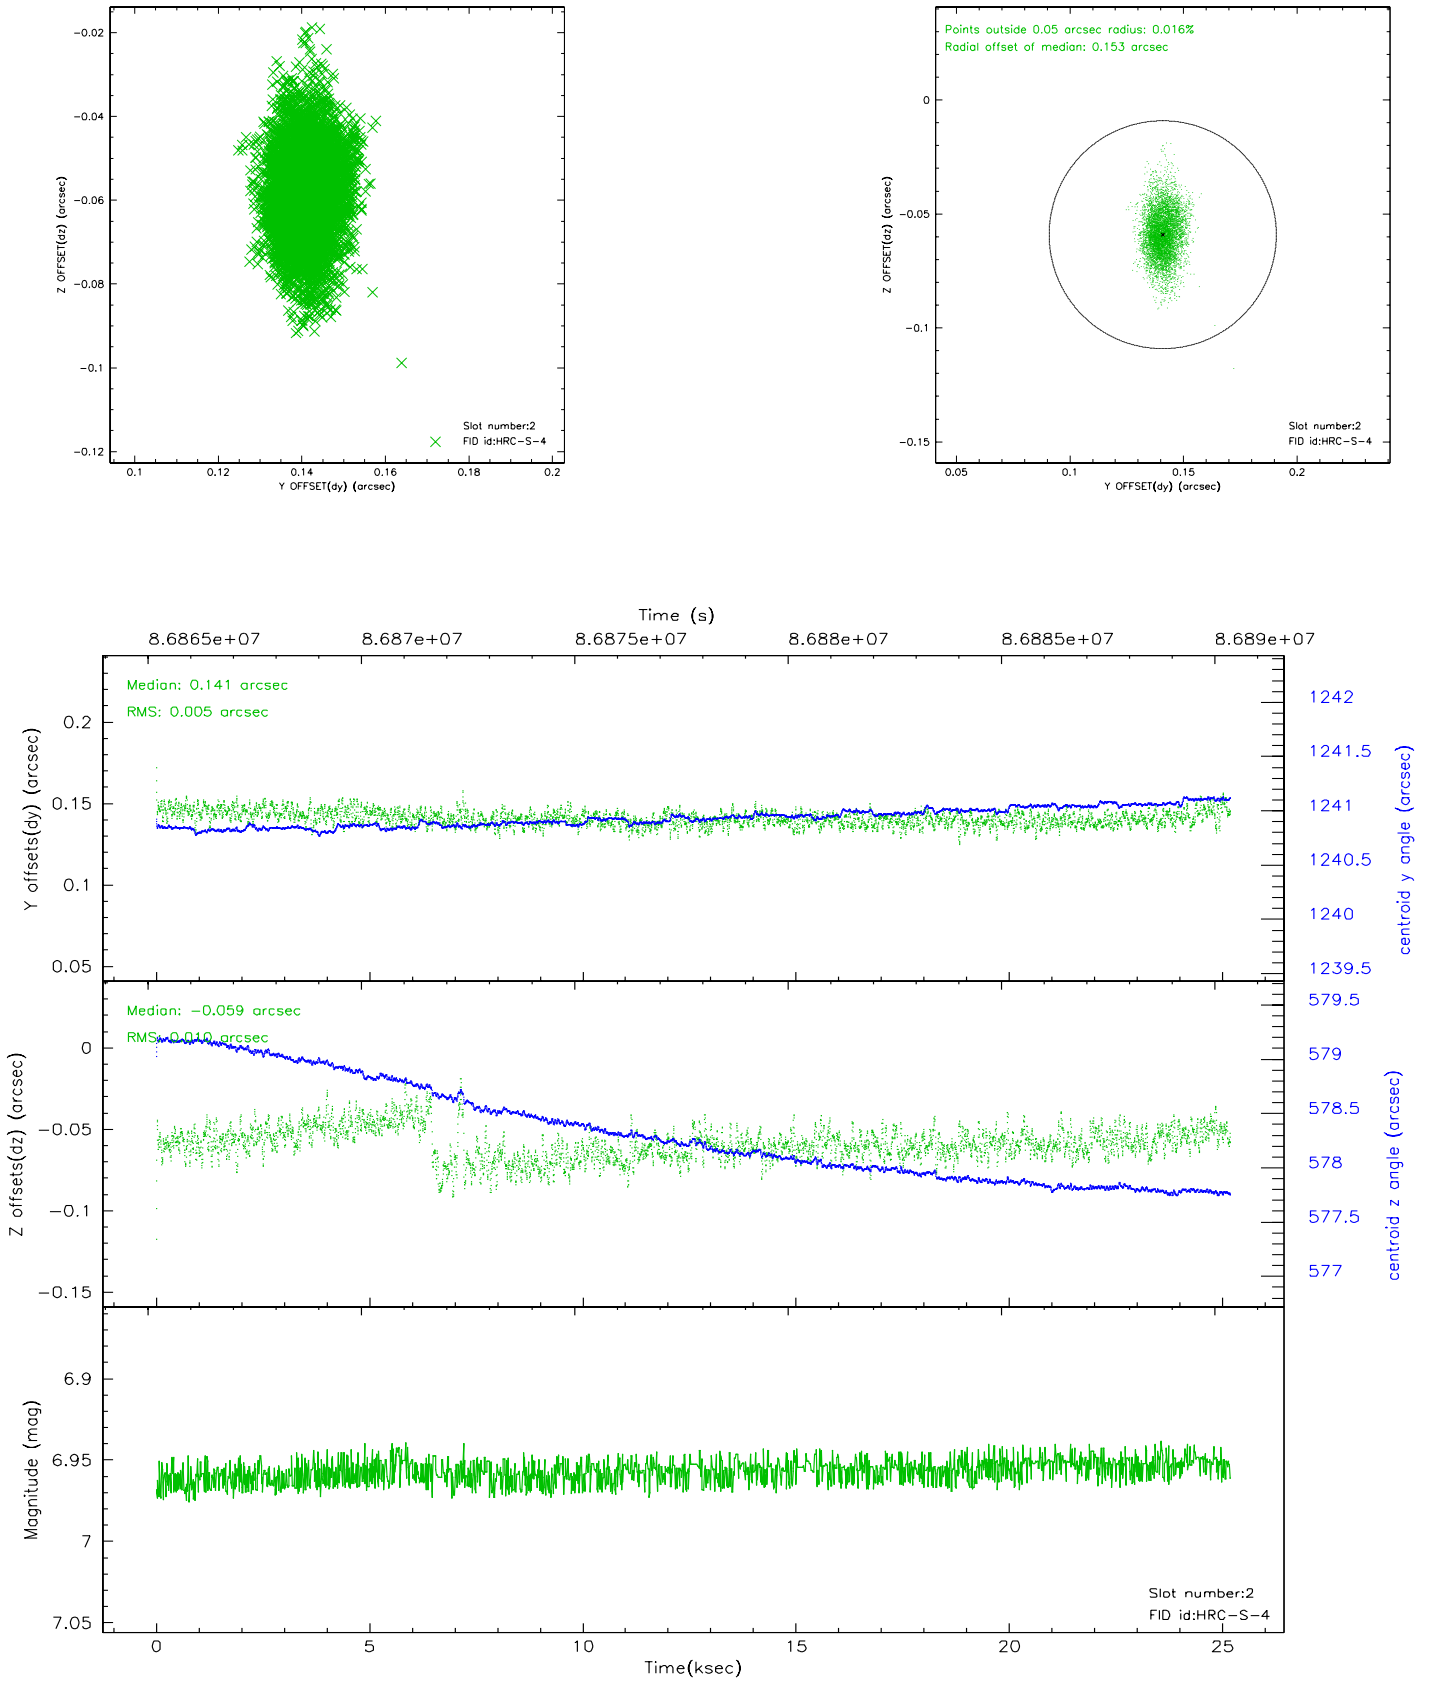 −0.02
−0.04
−0.06
−0.08
−0.1
−0.12
Z OFFSET(dz) (arcsec)
0.1 0.12 0.14 0.16 0.18 0.2
Y OFFSET(dy) (arcsec)
Slot number:2
FID id:HRC−S−4
Points outside 0.05 arcsec radius: 0.016%
Radial offset of median: 0.153 arcsec
0
−0.05
−0.1
−0.15
Z OFFSET(dz) (arcsec)
0.05 0.1 0.15 0.2
Y OFFSET(dy) (arcsec)
Slot number:2
FID id:HRC−S−4
Time (s)
8.6865e+07 8.687e+07 8.6875e+07 8.688e+07 8.6885e+07 8.689e+07
Median: 0.141 arcsec
RMS: 0.005 arcsec
0.2
0.15
0.1
0.05
Y offsets(dy) (arcsec)
1242
1241.5
1241
1240.5
1240
1239.5
centroid y angle (arcsec)
Median: −0.059 arcsec
RMS: 0.010 arcsec
0
−0.05
−0.1
−0.15
Z offsets(dz) (arcsec)
579.5
579
578.5
578
577.5
577
centroid z angle (arcsec)
6.9
6.95
7
7.05
Magnitude (mag)
Slot number:2
FID id:HRC−S−4
0 5 10 15 20 25
Time(ksec)